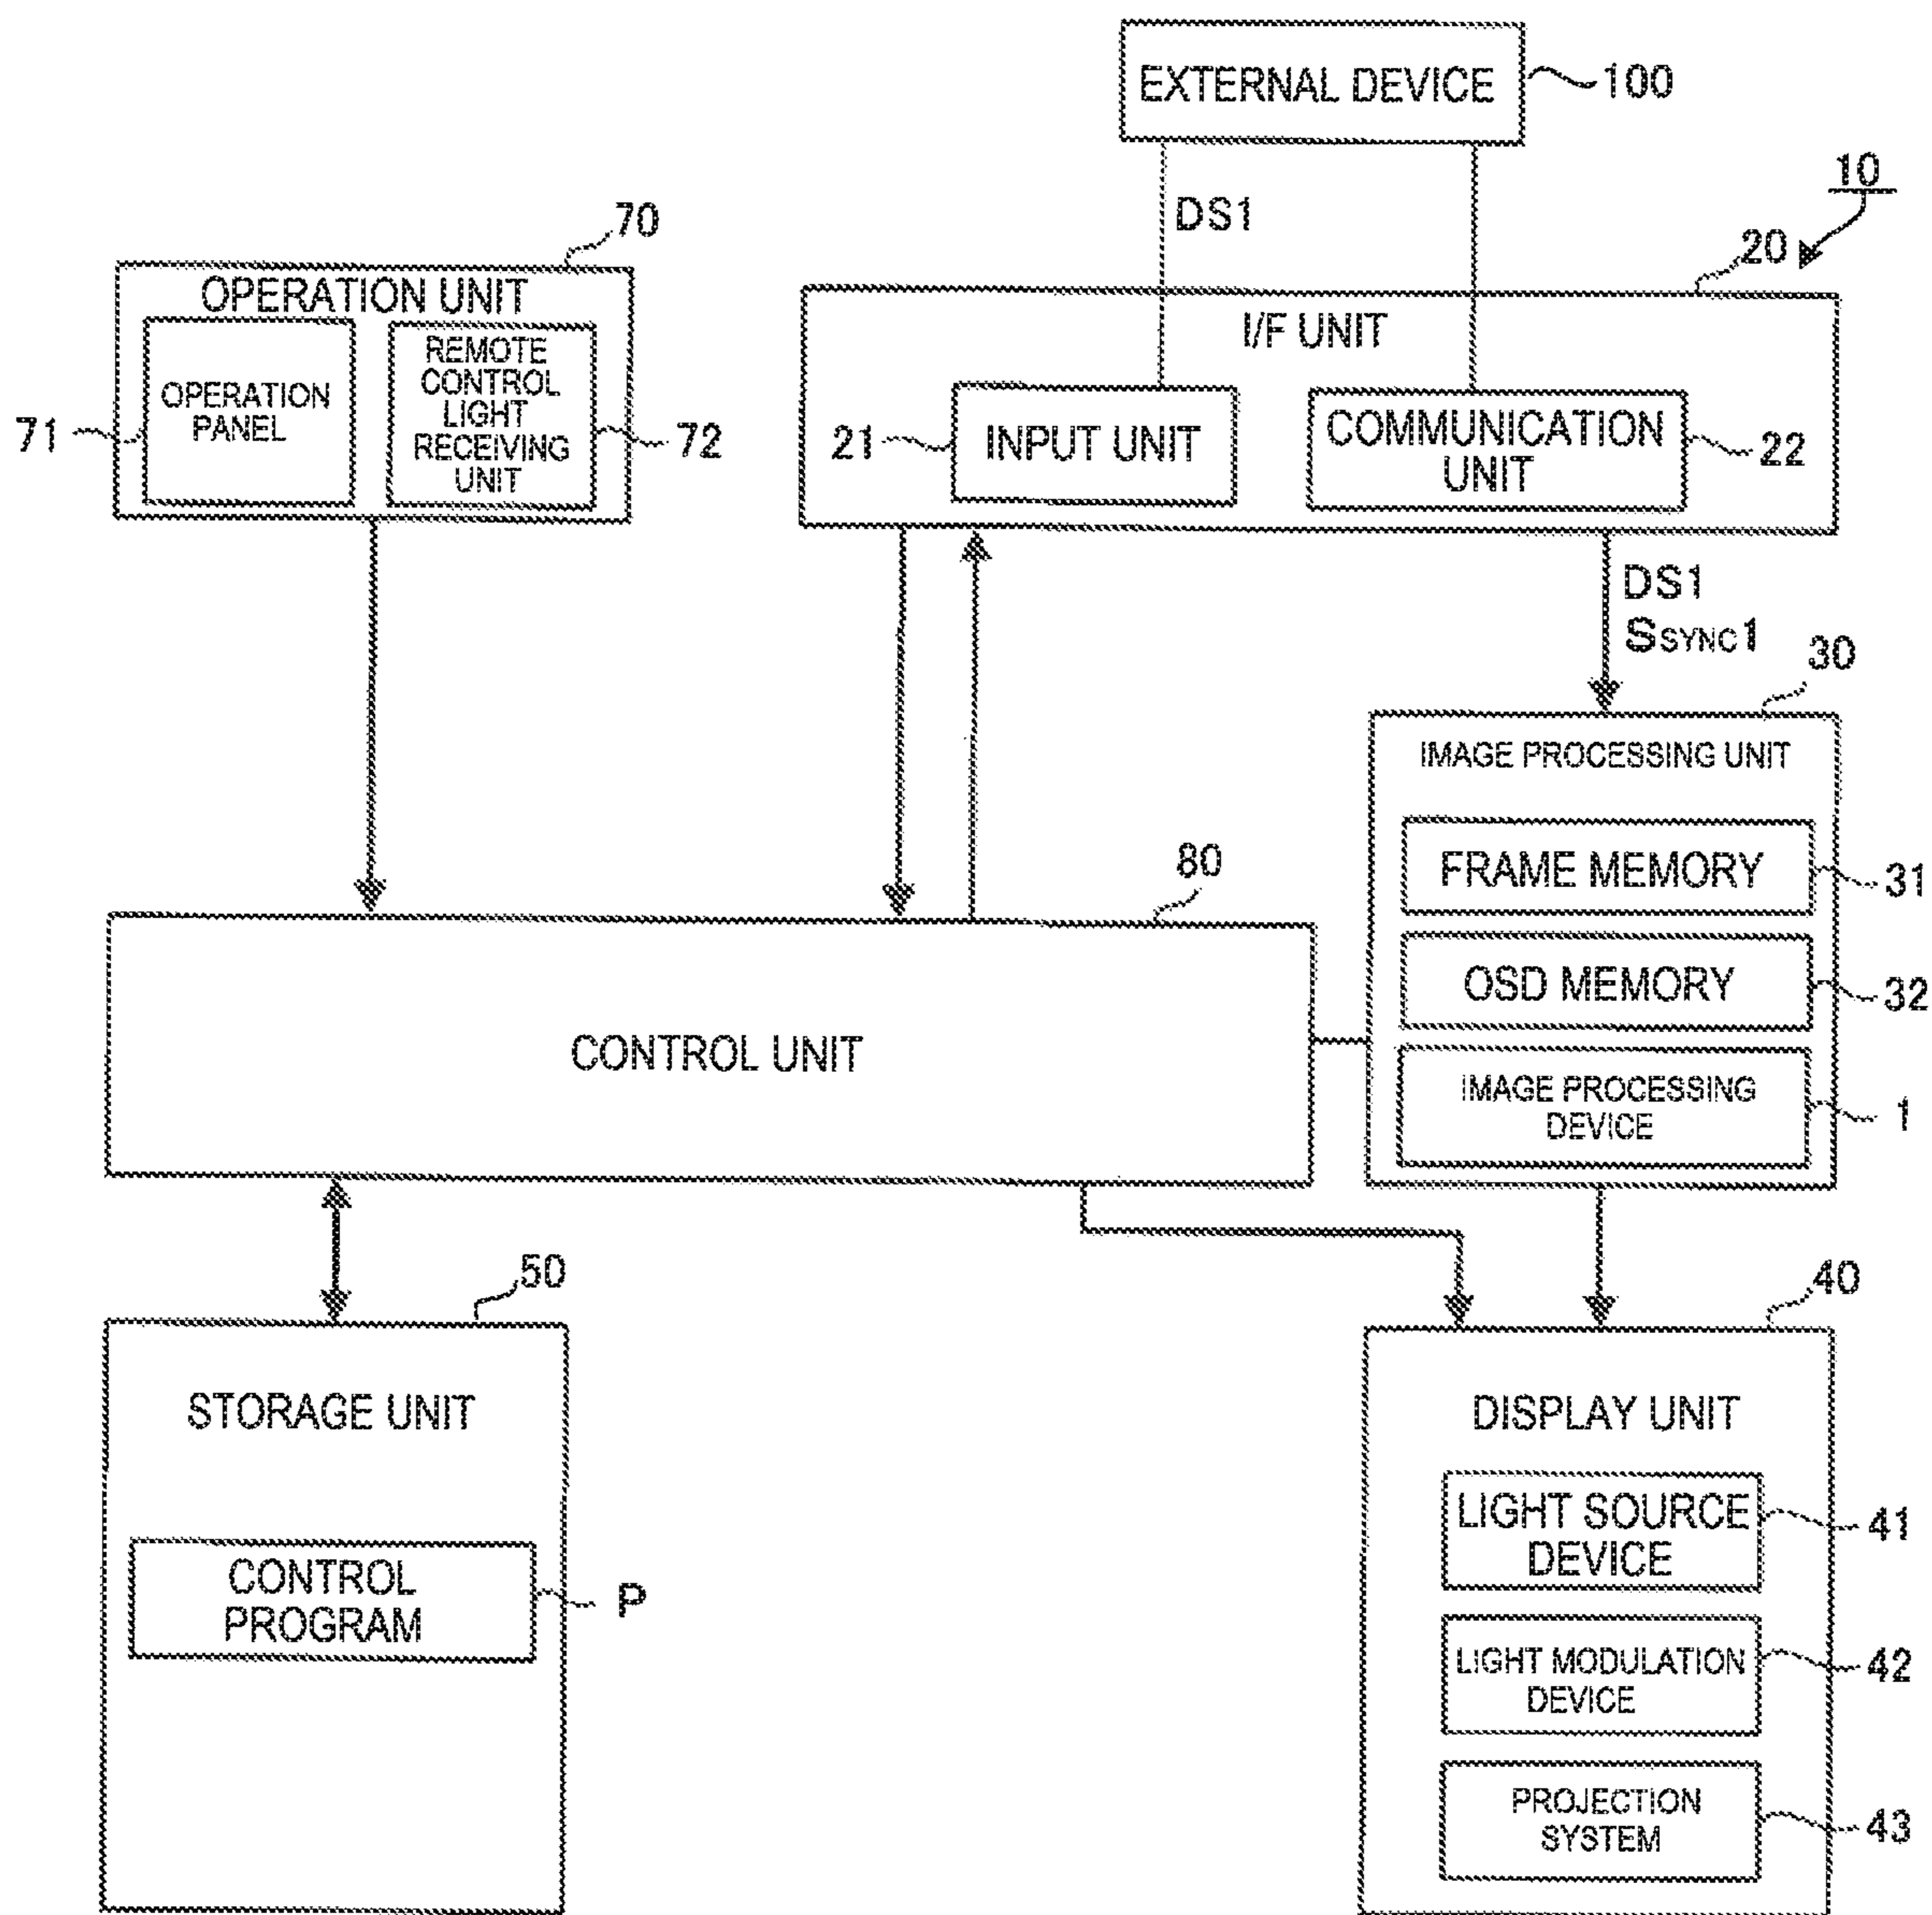 EXTERNAL DEVICE
100
10
DS1
70
20
OPERATION UNIT
I/F UNIT
OPERATION
PANEL
71
REMOTE
CONTROL
LIGHT
RECEIVING
UNIT
72
21
INPUT UNIT
COMMUNICATION
UNIT
22
DS1
SSYNC1
30
IMAGE PROCESSING UNIT
FRAME MEMORY
31
80
OSD MEMORY
32
CONTROL UNIT
IMAGE PROCESSING
DEVICE
1
50
40
STORAGE UNIT
DISPLAY UNIT
LIGHT SOURCE
DEVICE
41
CONTROL
PROGRAM
P
LIGHT MODULATION
DEVICE
42
PROJECTION
SYSTEM
43